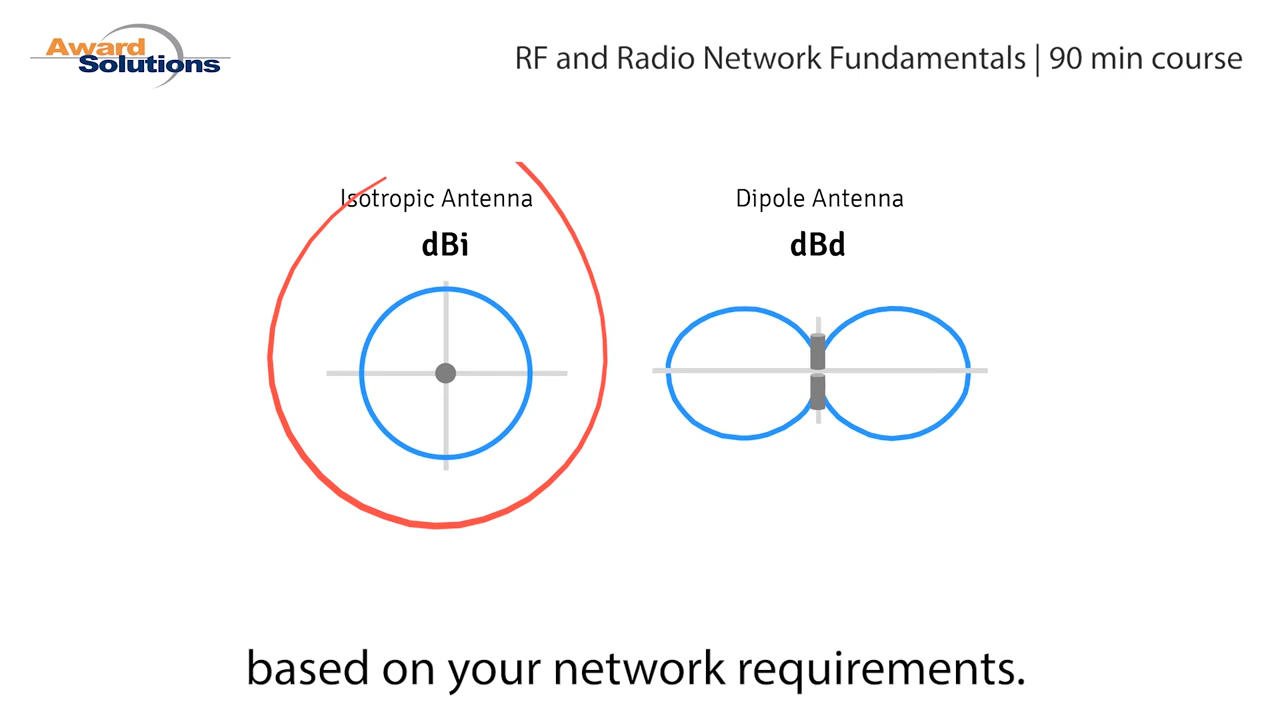 Award
Solutions
RF and Radio Network Fundamentals | 90 min course
Isotropic Antenna
dBi
Dipole Antenna
dBd
based on your network requirements.